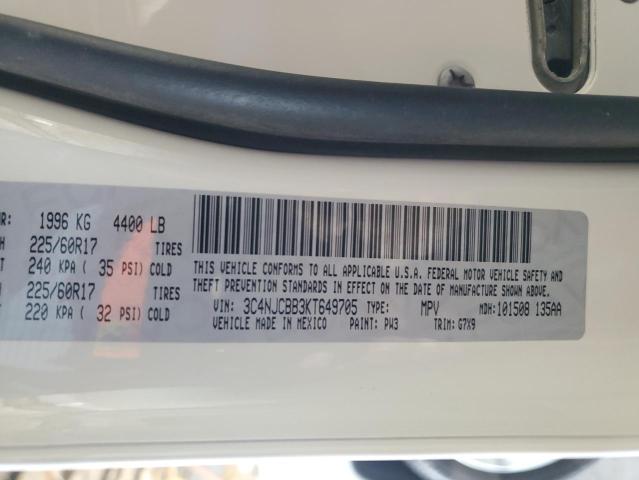 R: 1996 KG 4400 LB
H 225/60R17 TIRES
T 240 KPA ( 35 PSI) COLD
225/60R17 TIRES
220 KPA ( 32 PSI) COLD
THIS VEHICLE CONFORMS TO ALL APPLICABLE U.S.A. FEDERAL MOTOR VEHICLE SAFETY AND
THEFT PREVENTION STANDARDS IN EFFECT ON THE DATE OF MANUFACTURE SHOWN ABOVE.
VIN: 3C4NJCBB3KT649705 TYPE: MPV MDH:101508 135AA
VEHICLE MADE IN MEXICO PAINT: PW3 TRIM: G7X9